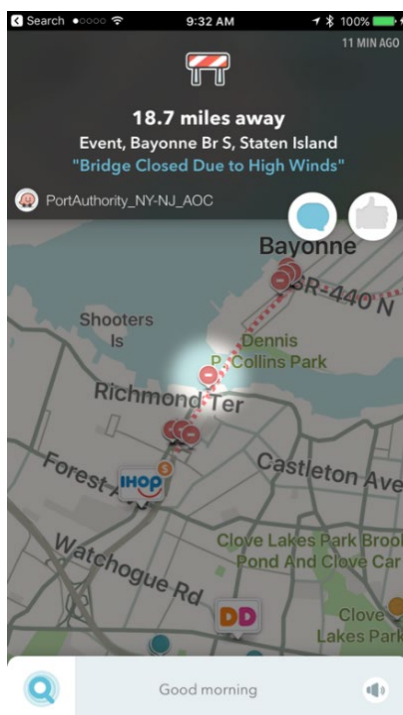 Search
9:32 AM
100%
11 MIN AGO
18.7 miles away
Event, Bayonne Br S, Staten Island
"Bridge Closed Due to High Winds"
PortAuthority_NY-NJ_AOC
Bayonne
SR-440 N
Shooters
Is
Dennis
P. Collins Park
Richmond Ter
Forest
$
IHOP
Castleton Ave
Watchogue Rd
Clove Lakes Park Brook
Pond And Clove
DD
Clove
Lakes Park
Good morning